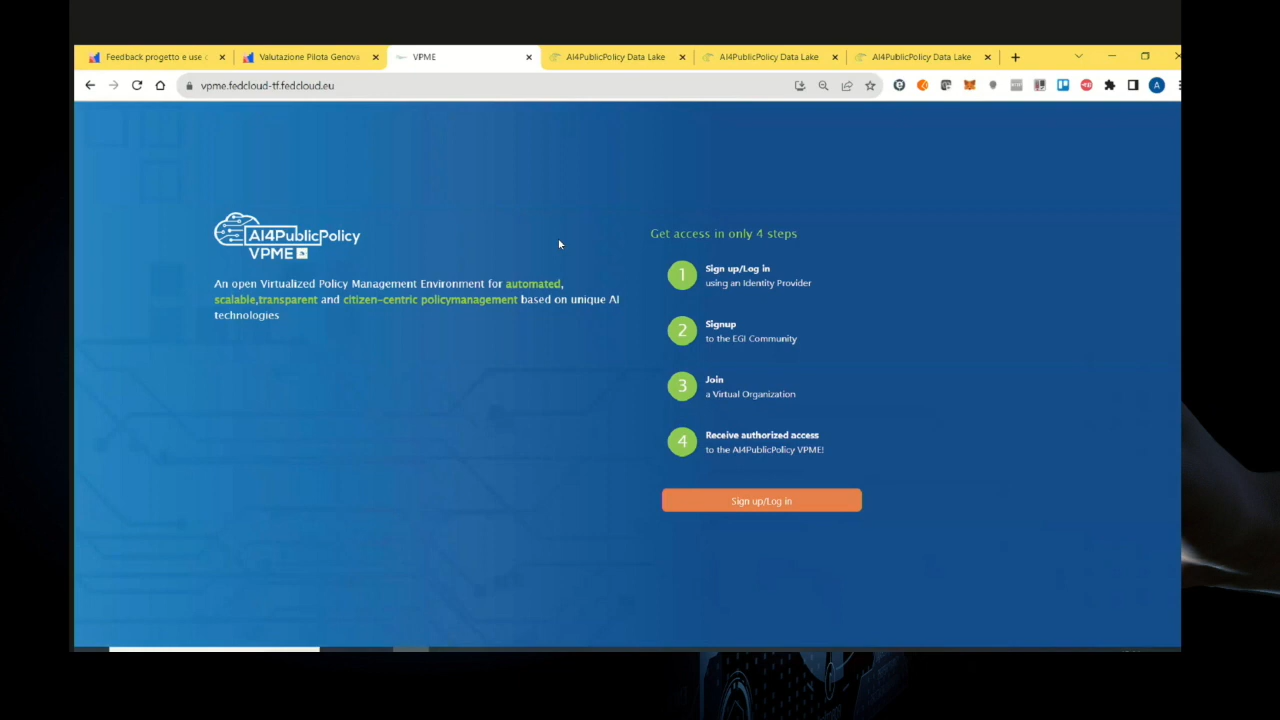 Feedback progetto e use c
Valutazione Pilota Genova
VPME
AI4PublicPolicy Data Lake
AI4PublicPolicy Data Lake
AI4PublicPolicy Data Lake
vpme.fedcloud-tf.fedcloud.eu
A
AI4PublicPolicy
VPME
An open Virtualized Policy Management Environment for automated,
scalable,transparent and citizen-centric policymanagement based on unique AI
technologies
Get access in only 4 steps
1
Sign up/Log in
using an Identity Provider
2
Signup
to the EGI Community
3
Join
a Virtual Organization
4
Receive authorized access
to the AI4PublicPolicy VPME!
Sign up/Log in